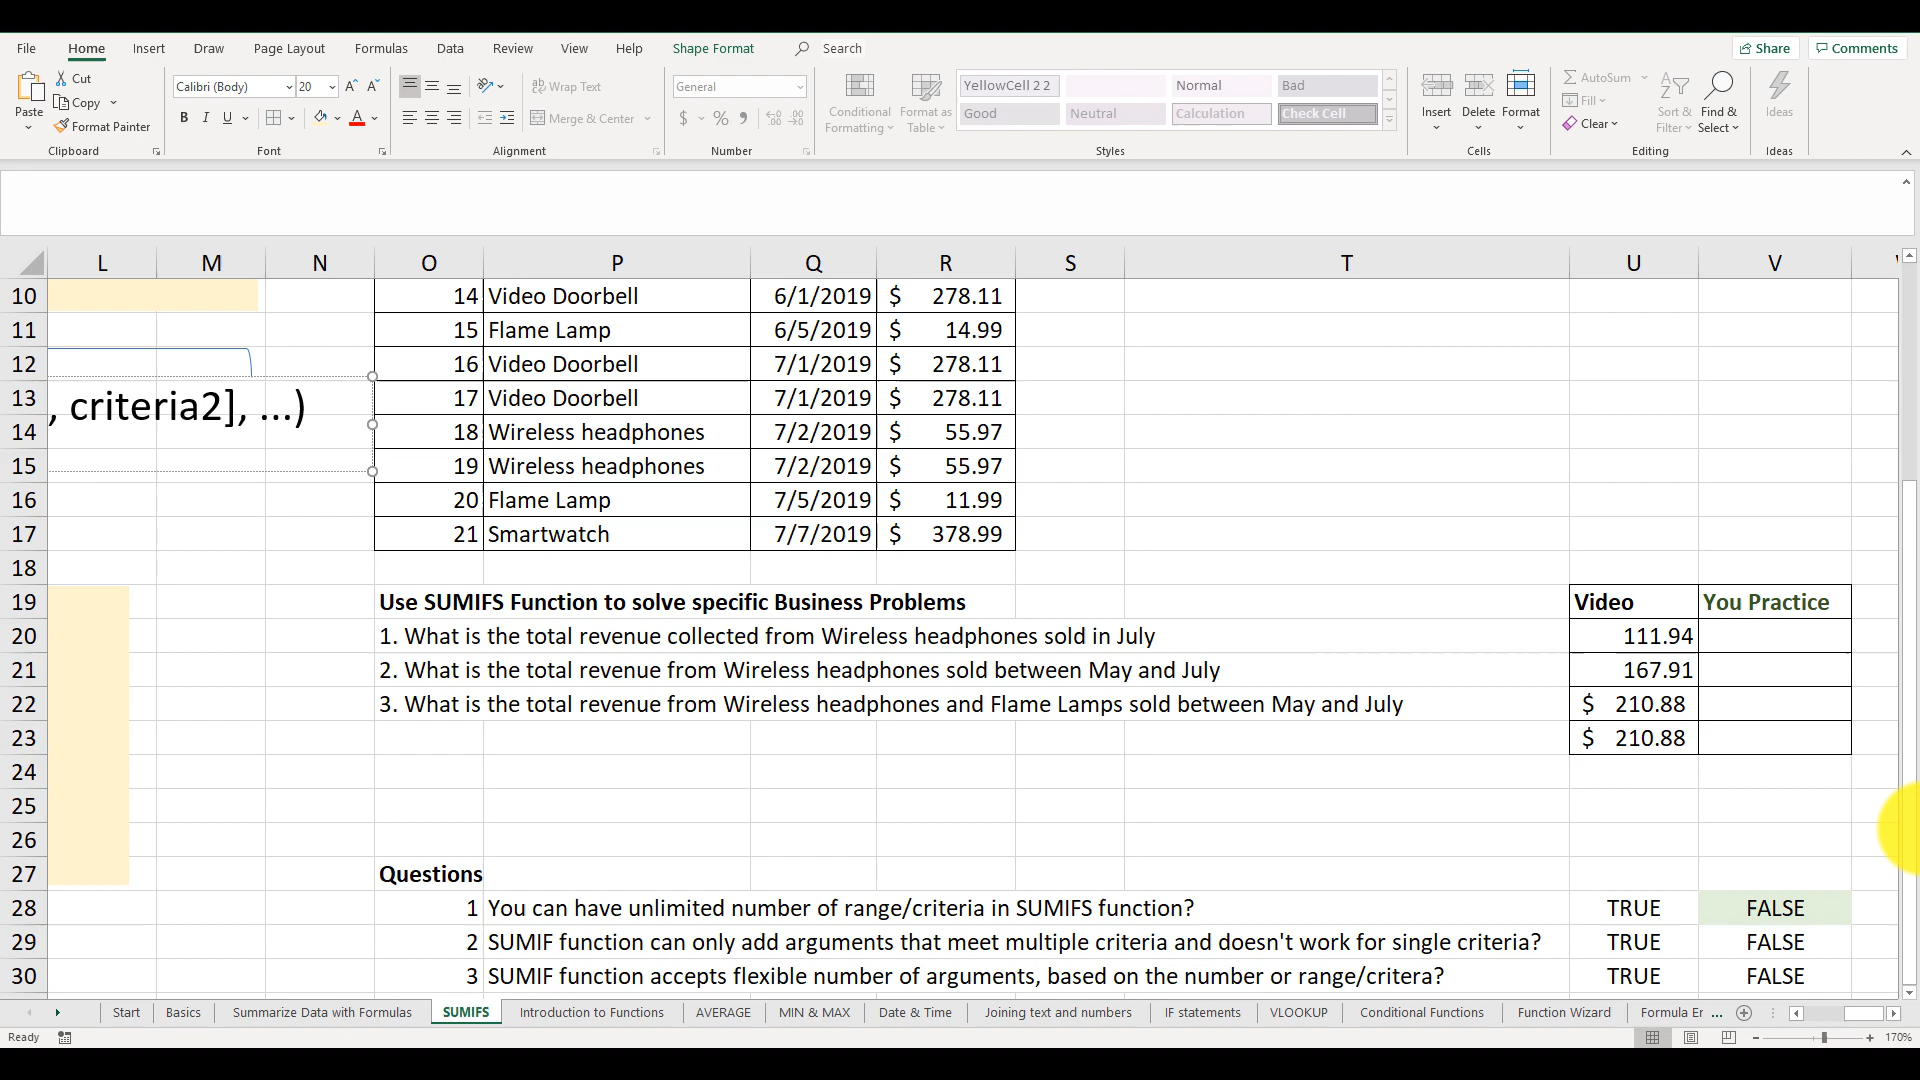 File Home Insert Draw Page Layout Formulas Data Review View Help Shape Format Search Share Comments
Paste Cut Copy Format Painter Clipboard
Calibri (Body) 20 A A B I U A Font
Wrap Text Merge & Center Alignment
General $ % Number
Conditional Formatting Format as Table
YellowCell 2 2 Normal Bad
Good Neutral Calculation Check Cell
Styles
Insert Delete Format Cells
AutoSum Fill Clear Sort & Filter Find & Select Editing
Ideas Ideas
L M N O P Q R S T U V
10 14 Video Doorbell 6/1/2019 $ 278.11
11 15 Flame Lamp 6/5/2019 $ 14.99
12 16 Video Doorbell 7/1/2019 $ 278.11
13 , criteria2], ...) 17 Video Doorbell 7/1/2019 $ 278.11
14 18 Wireless headphones 7/2/2019 $ 55.97
15 19 Wireless headphones 7/2/2019 $ 55.97
16 20 Flame Lamp 7/5/2019 $ 11.99
17 21 Smartwatch 7/7/2019 $ 378.99
18
19 Use SUMIFS Function to solve specific Business Problems Video You Practice
20 1. What is the total revenue collected from Wireless headphones sold in July 111.94
21 2. What is the total revenue from Wireless headphones sold between May and July 167.91
22 3. What is the total revenue from Wireless headphones and Flame Lamps sold between May and July $ 210.88
23 $ 210.88
24
25
26
27 Questions
28 1 You can have unlimited number of range/criteria in SUMIFS function? TRUE FALSE
29 2 SUMIF function can only add arguments that meet multiple criteria and doesn't work for single criteria? TRUE FALSE
30 3 SUMIF function accepts flexible number of arguments, based on the number or range/critera? TRUE FALSE
Start Basics Summarize Data with Formulas SUMIFS Introduction to Functions AVERAGE MIN & MAX Date & Time Joining text and numbers IF statements VLOOKUP Conditional Functions Function Wizard Formula Er ...
Ready 170%